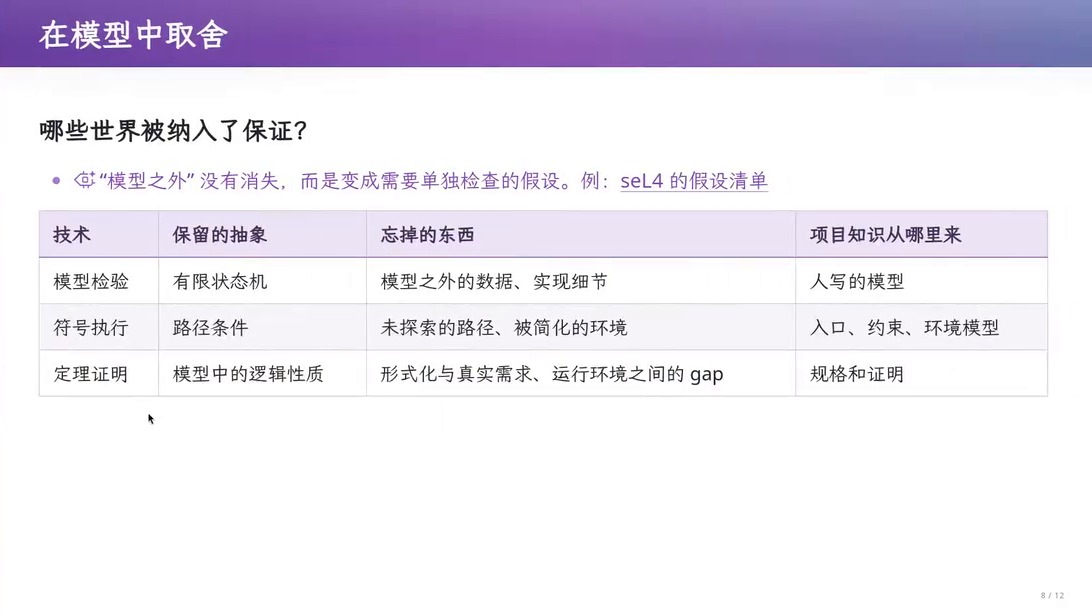 在模型中取舍
哪些世界被纳入了保证?
“模型之外” 没有消失，而是变成需要单独检查的假设。例：seL4 的假设清单
技术 保留的抽象 忘掉的东西 项目知识从哪里来
模型检验 有限状态机 模型之外的数据、实现细节 人写的模型
符号执行 路径条件 未探索的路径、被简化的环境 入口、约束、环境模型
定理证明 模型中的逻辑性质 形式化与真实需求、运行环境之间的 gap 规格和证明
8 / 12